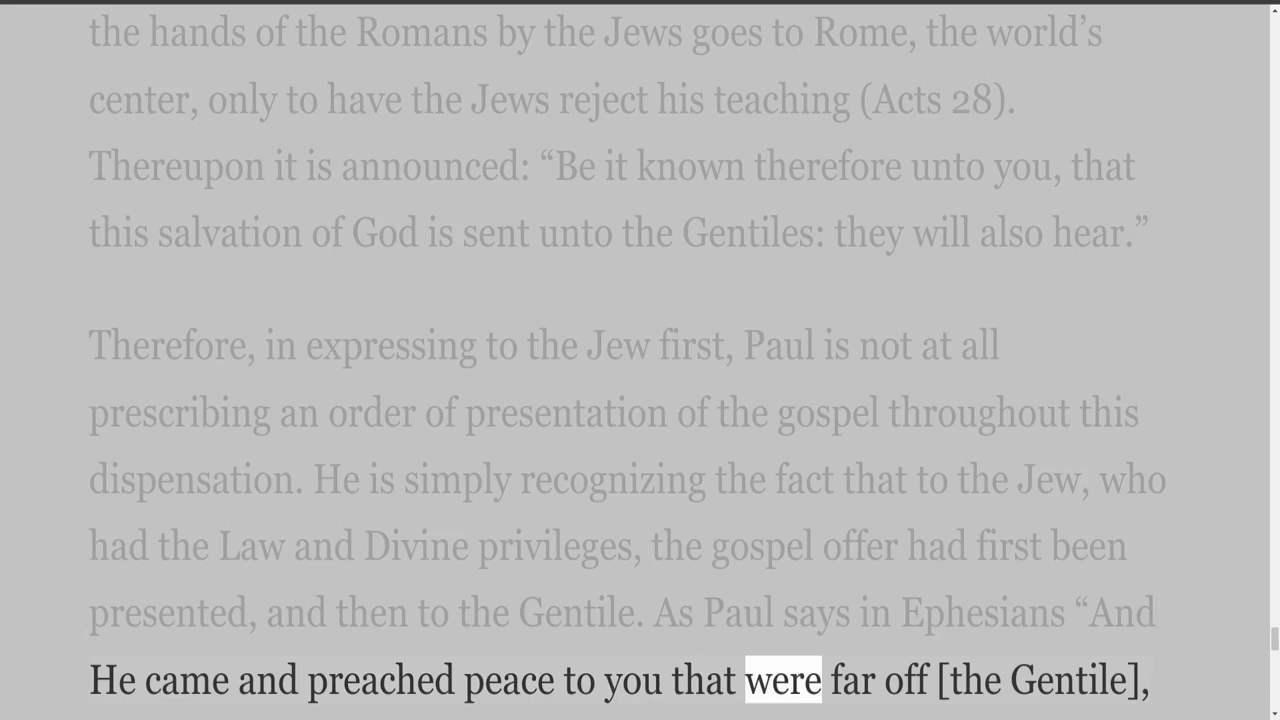 the hands of the Romans by the Jews goes to Rome, the world’s
center, only to have the Jews reject his teaching (Acts 28).
Thereupon it is announced: “Be it known therefore unto you, that
this salvation of God is sent unto the Gentiles: they will also hear.”
Therefore, in expressing to the Jew first, Paul is not at all
prescribing an order of presentation of the gospel throughout this
dispensation. He is simply recognizing the fact that to the Jew, who
had the Law and Divine privileges, the gospel offer had first been
presented, and then to the Gentile. As Paul says in Ephesians “And
He came and preached peace to you that were far off [the Gentile],